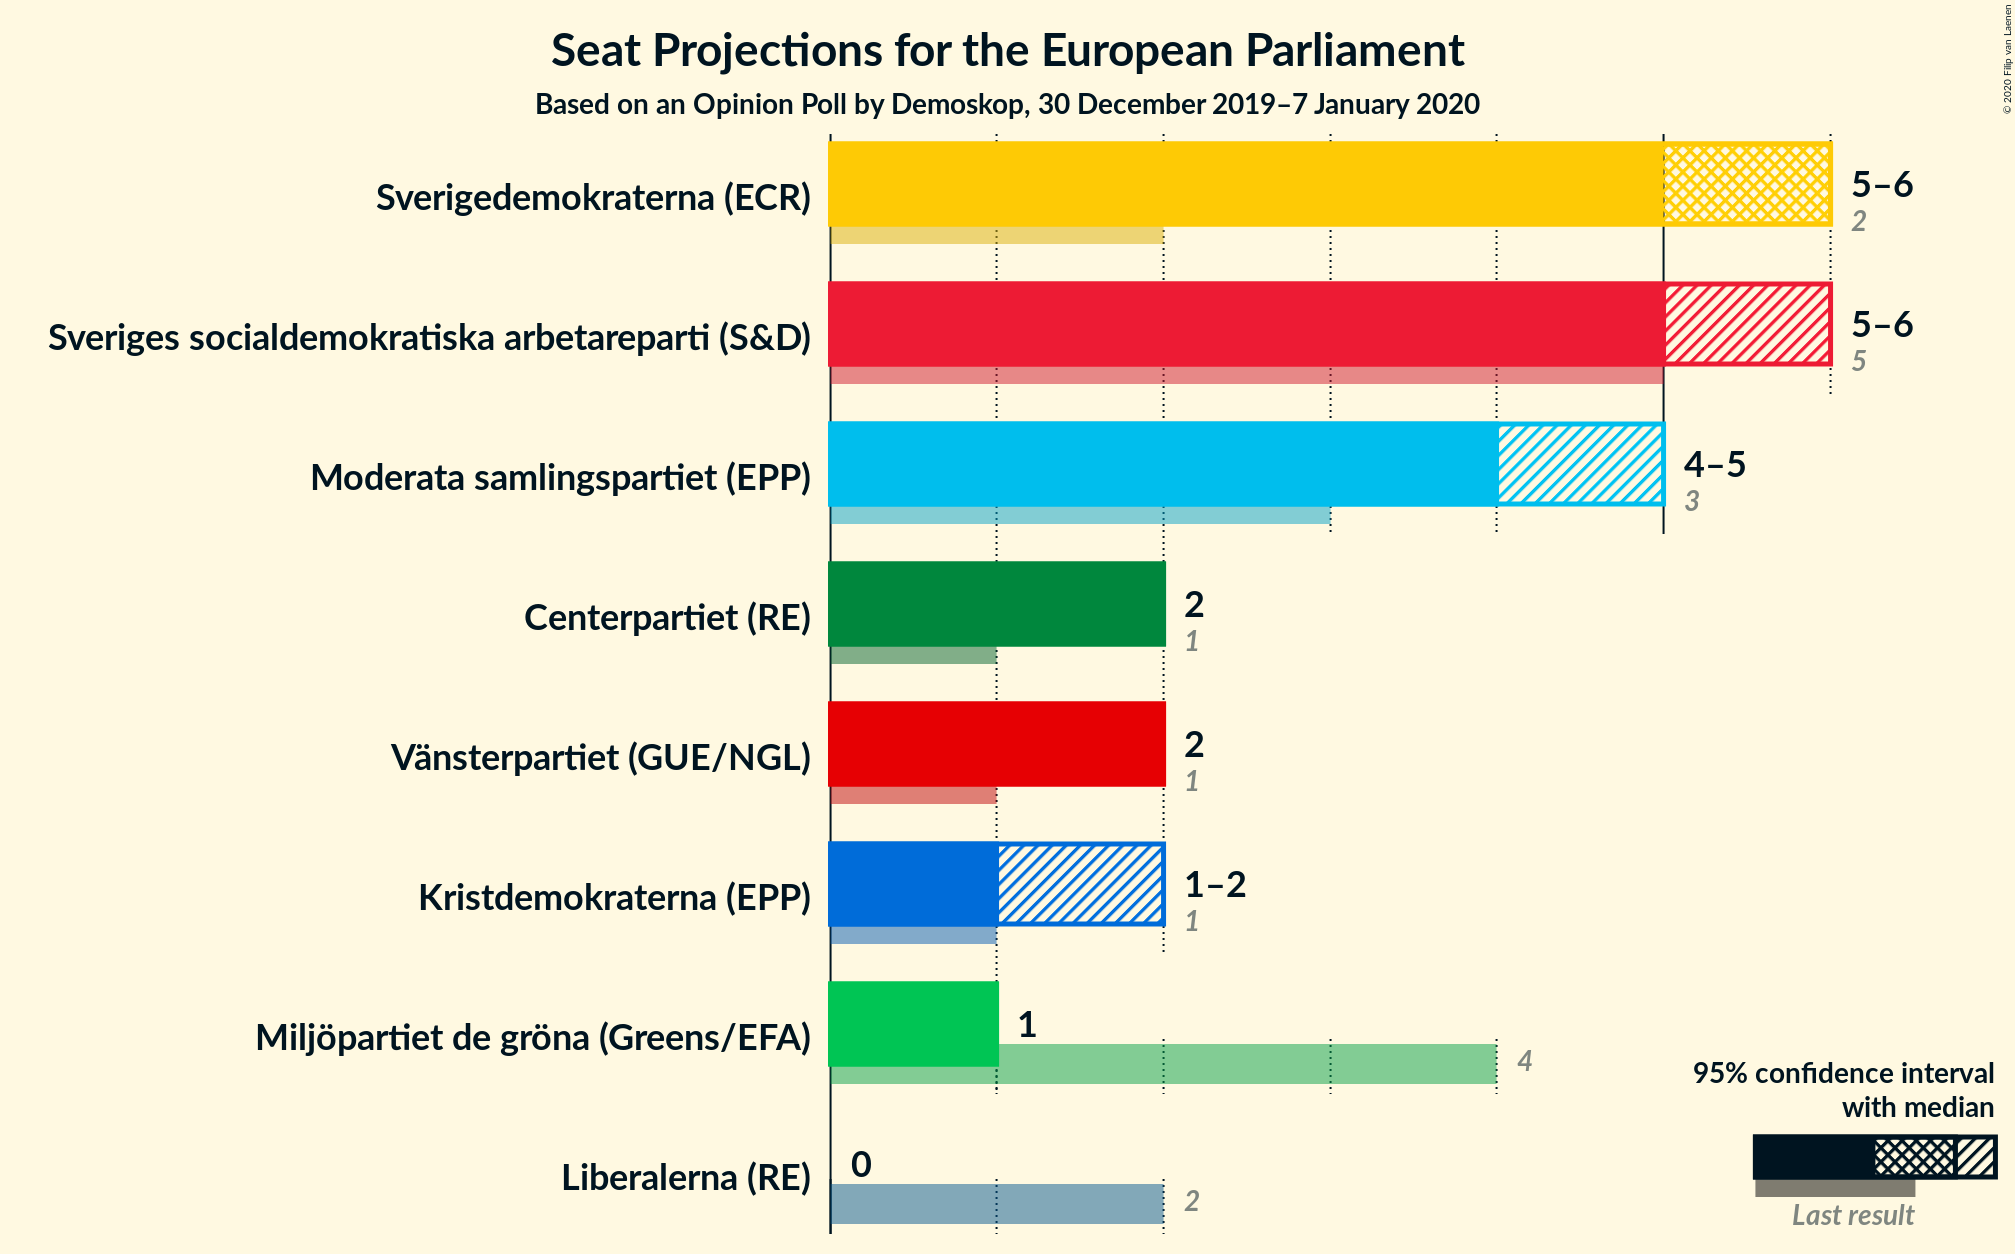 Seat Projections for the European Parliament
Based on an Opinion Poll by Demoskop, 30 December 2019–7 January 2020
© 2020 Filip van Laenen
Sverigedemokraterna (ECR)
5–6
2
Sveriges socialdemokratiska arbetareparti (S&D)
5–6
5
Moderata samlingspartiet (EPP)
4–5
3
Centerpartiet (RE)
2
1
Vänsterpartiet (GUE/NGL)
2
1
Kristdemokraterna (EPP)
1–2
1
Miljöpartiet de gröna (Greens/EFA)
1
4
Liberalerna (RE)
0
2
95% confidence interval
with median
Last result